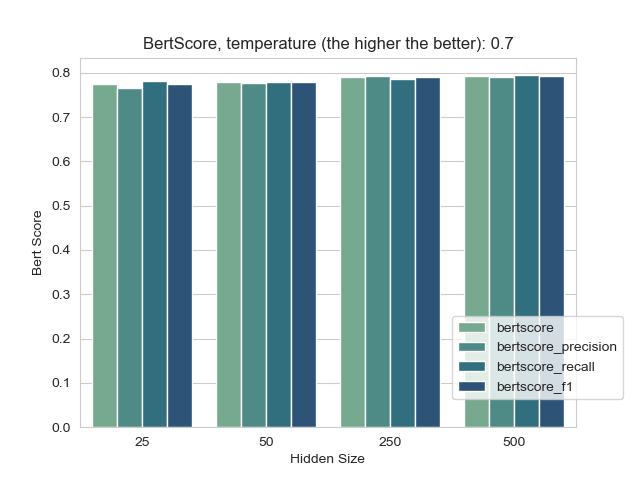 BertScore, temperature (the higher the better): 0.7
0.8
0.7
0.6
0.5
0.4
0.3
0.2
0.1
0.0
Bert Score
25
50
250
500
Hidden Size
bertscore
bertscore_precision
bertscore_recall
bertscore_f1